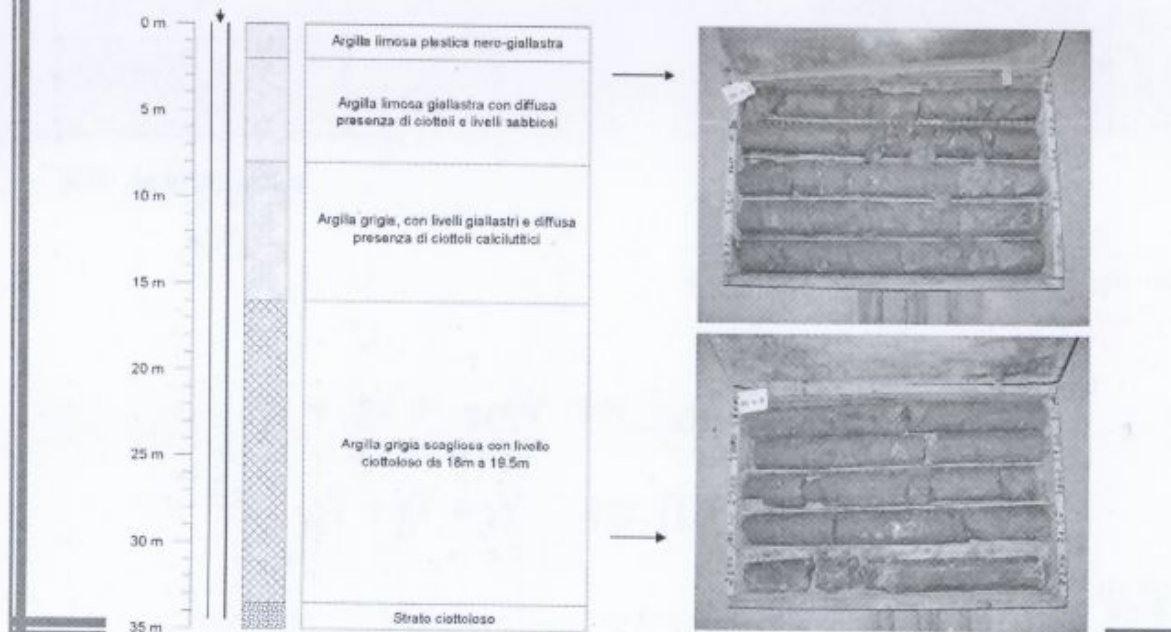 0 m
Argilla limosa plastica nero-giallastra
5 m
Argilla limosa giallastra con diffusa
presenza di ciottoli e livelli sabbiosi
10 m
Argilla grigia, con livelli giallastri e diffusa
presenza di ciottoli calcilutitici
15 m
20 m
25 m
Argilla grigia scagliosa con livello
ciottoloso da 18m a 19.5m
30 m
Strato ciottoloso
35 m